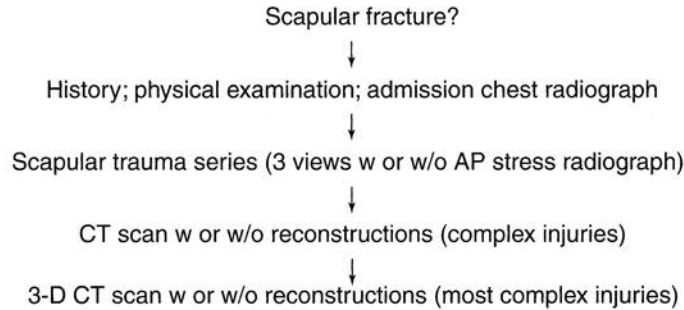 Scapular fracture?
History; physical examination; admission chest radiograph
Scapular trauma series (3 views w or w/o AP stress radiograph)
CT scan w or w/o reconstructions (complex injuries)
3-D CT scan w or w/o reconstructions (most complex injuries)